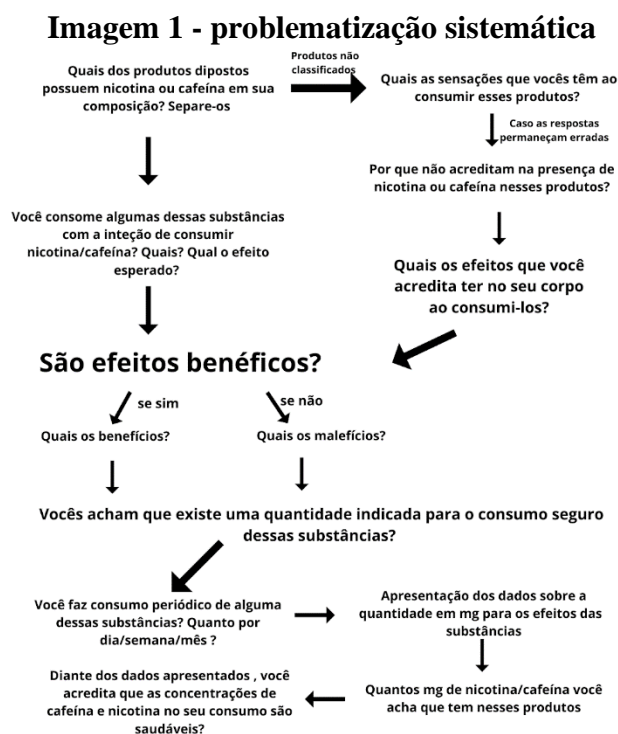 Imagem 1 - problematização sistemática
Quais dos produtos dipostos
possuem nicotina ou cafeína em sua
composição? Separe-os
Produtos não
classificados
Quais as sensações que vocês têm ao
consumir esses produtos?
Caso as respostas
permaneçam erradas
Por que não acreditam na presença de
nicotina ou cafeína nesses produtos?
Você consome algumas dessas substâncias
com a inteção de consumir
nicotina/cafeína? Quais? Qual o efeito
esperado?
Quais os efeitos que você
acredita ter no seu corpo
ao consumi-los?
São efeitos benéficos?
se sim
se não
Quais os benefícios?
Quais os malefícios?
Vocês acham que existe uma quantidade indicada para o consumo seguro
dessas substâncias?
Você faz consumo periódico de alguma
dessas substâncias? Quanto por
dia/semana/mês ?
Apresentação dos dados sobre a
quantidade em mg para os efeitos das
substâncias
Quantos mg de nicotina/cafeína você
acha que tem nesses produtos
Diante dos dados apresentados , você
acredita que as concentrações de
cafeína e nicotina no seu consumo são
saudáveis?